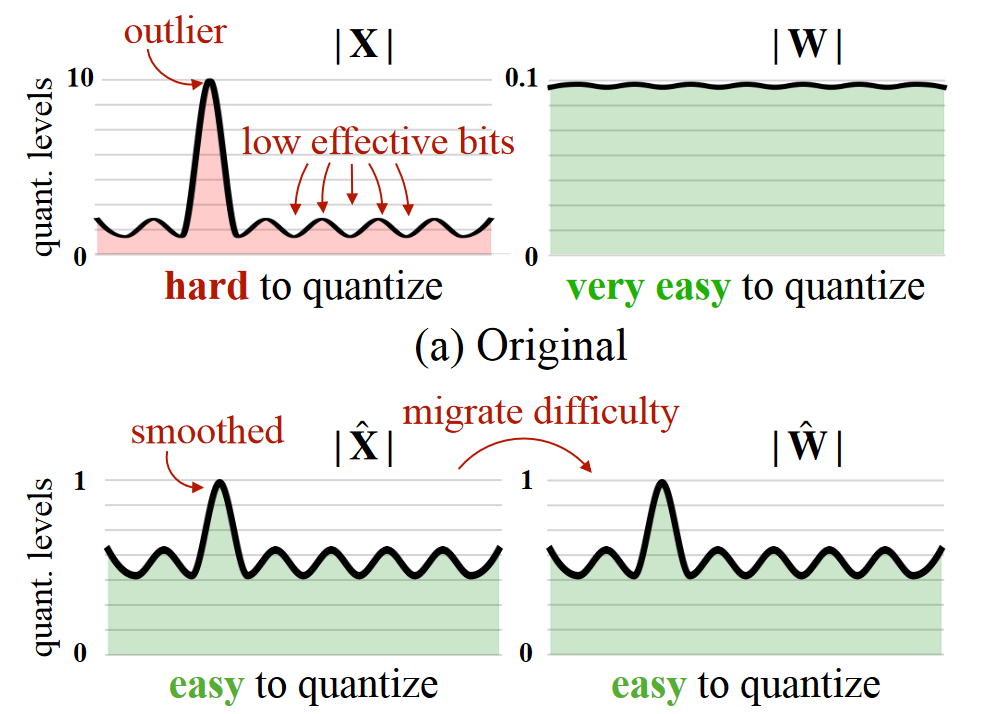 outlier
|X|
|W|
10
0.1
quant. levels
low effective bits
0
0
hard to quantize
very easy to quantize
(a) Original
migrate difficulty
smoothed
|X̂|
|Ŵ|
1
1
quant. levels
0
0
easy to quantize
easy to quantize